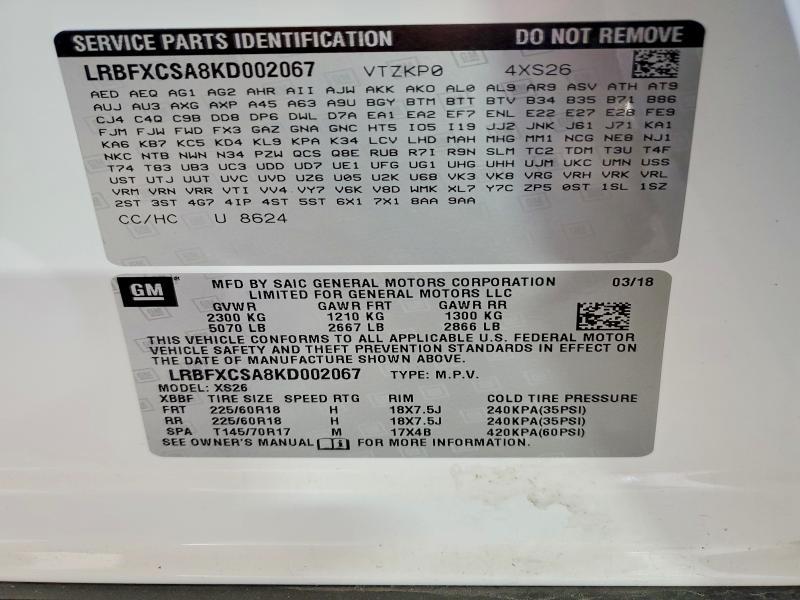 SERVICE PARTS IDENTIFICATION DO NOT REMOVE
LRBFXCSA8KD002067 VTZKP0 4XS26
AED AEQ AG1 AG2 AHR AII AJW AKK AKO AL0 AL9 AR9 ASV ATH AT9
AUJ AU3 AXG AXP A45 A63 A9U BGY BTM BTT BTV B34 B35 B71 B86
CJ4 C4Q C9B DD8 DP6 DWL D7A EA1 EA2 EF7 ENL E22 E27 E28 FE9
FJM FJW FWD FX3 GAZ GNA GNC HT5 IO5 I19 JJ2 JNK J61 J71 KA1
KA6 KB7 KC5 KD4 KL9 KPA K34 LCV LHD MAH MHG MM1 NCG NE8 NJ1
NKC NTB NWN N34 PZW QCS Q8E RUB R7I R9N SLM TC2 TDM T3U T4F
T74 T83 UB3 UC3 UDD UD7 UE1 UFG UG1 UHG UHH UJM UKC UMN USS
UST UTJ UUT UVC UVD UZ6 U05 U2K U68 VK3 VK8 VRG VRH VRK VRL
VRM VRN VRR VTI VV4 VY7 V6K V8D WMK XL7 Y7C ZP5 0ST 1SL 1SZ
2ST 3ST 4G7 4IP 4ST 5ST 6X1 7X1 8AA 9AA
CC/HC U 8624
GM MFD BY SAIC GENERAL MOTORS CORPORATION 03/18
LIMITED FOR GENERAL MOTORS LLC
GVWR GAWR FRT GAWR RR
2300 KG 1210 KG 1300 KG
5070 LB 2667 LB 2866 LB
THIS VEHICLE CONFORMS TO ALL APPLICABLE U.S. FEDERAL MOTOR
VEHICLE SAFETY AND THEFT PREVENTION STANDARDS IN EFFECT ON
THE DATE OF MANUFACTURE SHOWN ABOVE.
LRBFXCSA8KD002067 TYPE: M.P.V.
MODEL: XS26
XBBF TIRE SIZE SPEED RTG RIM COLD TIRE PRESSURE
FRT 225/60R18 H 18X7.5J 240KPA(35PSI)
RR 225/60R18 H 18X7.5J 240KPA(35PSI)
SPA T145/70R17 M 17X4B 420KPA(60PSI)
SEE OWNER'S MANUAL FOR MORE INFORMATION.